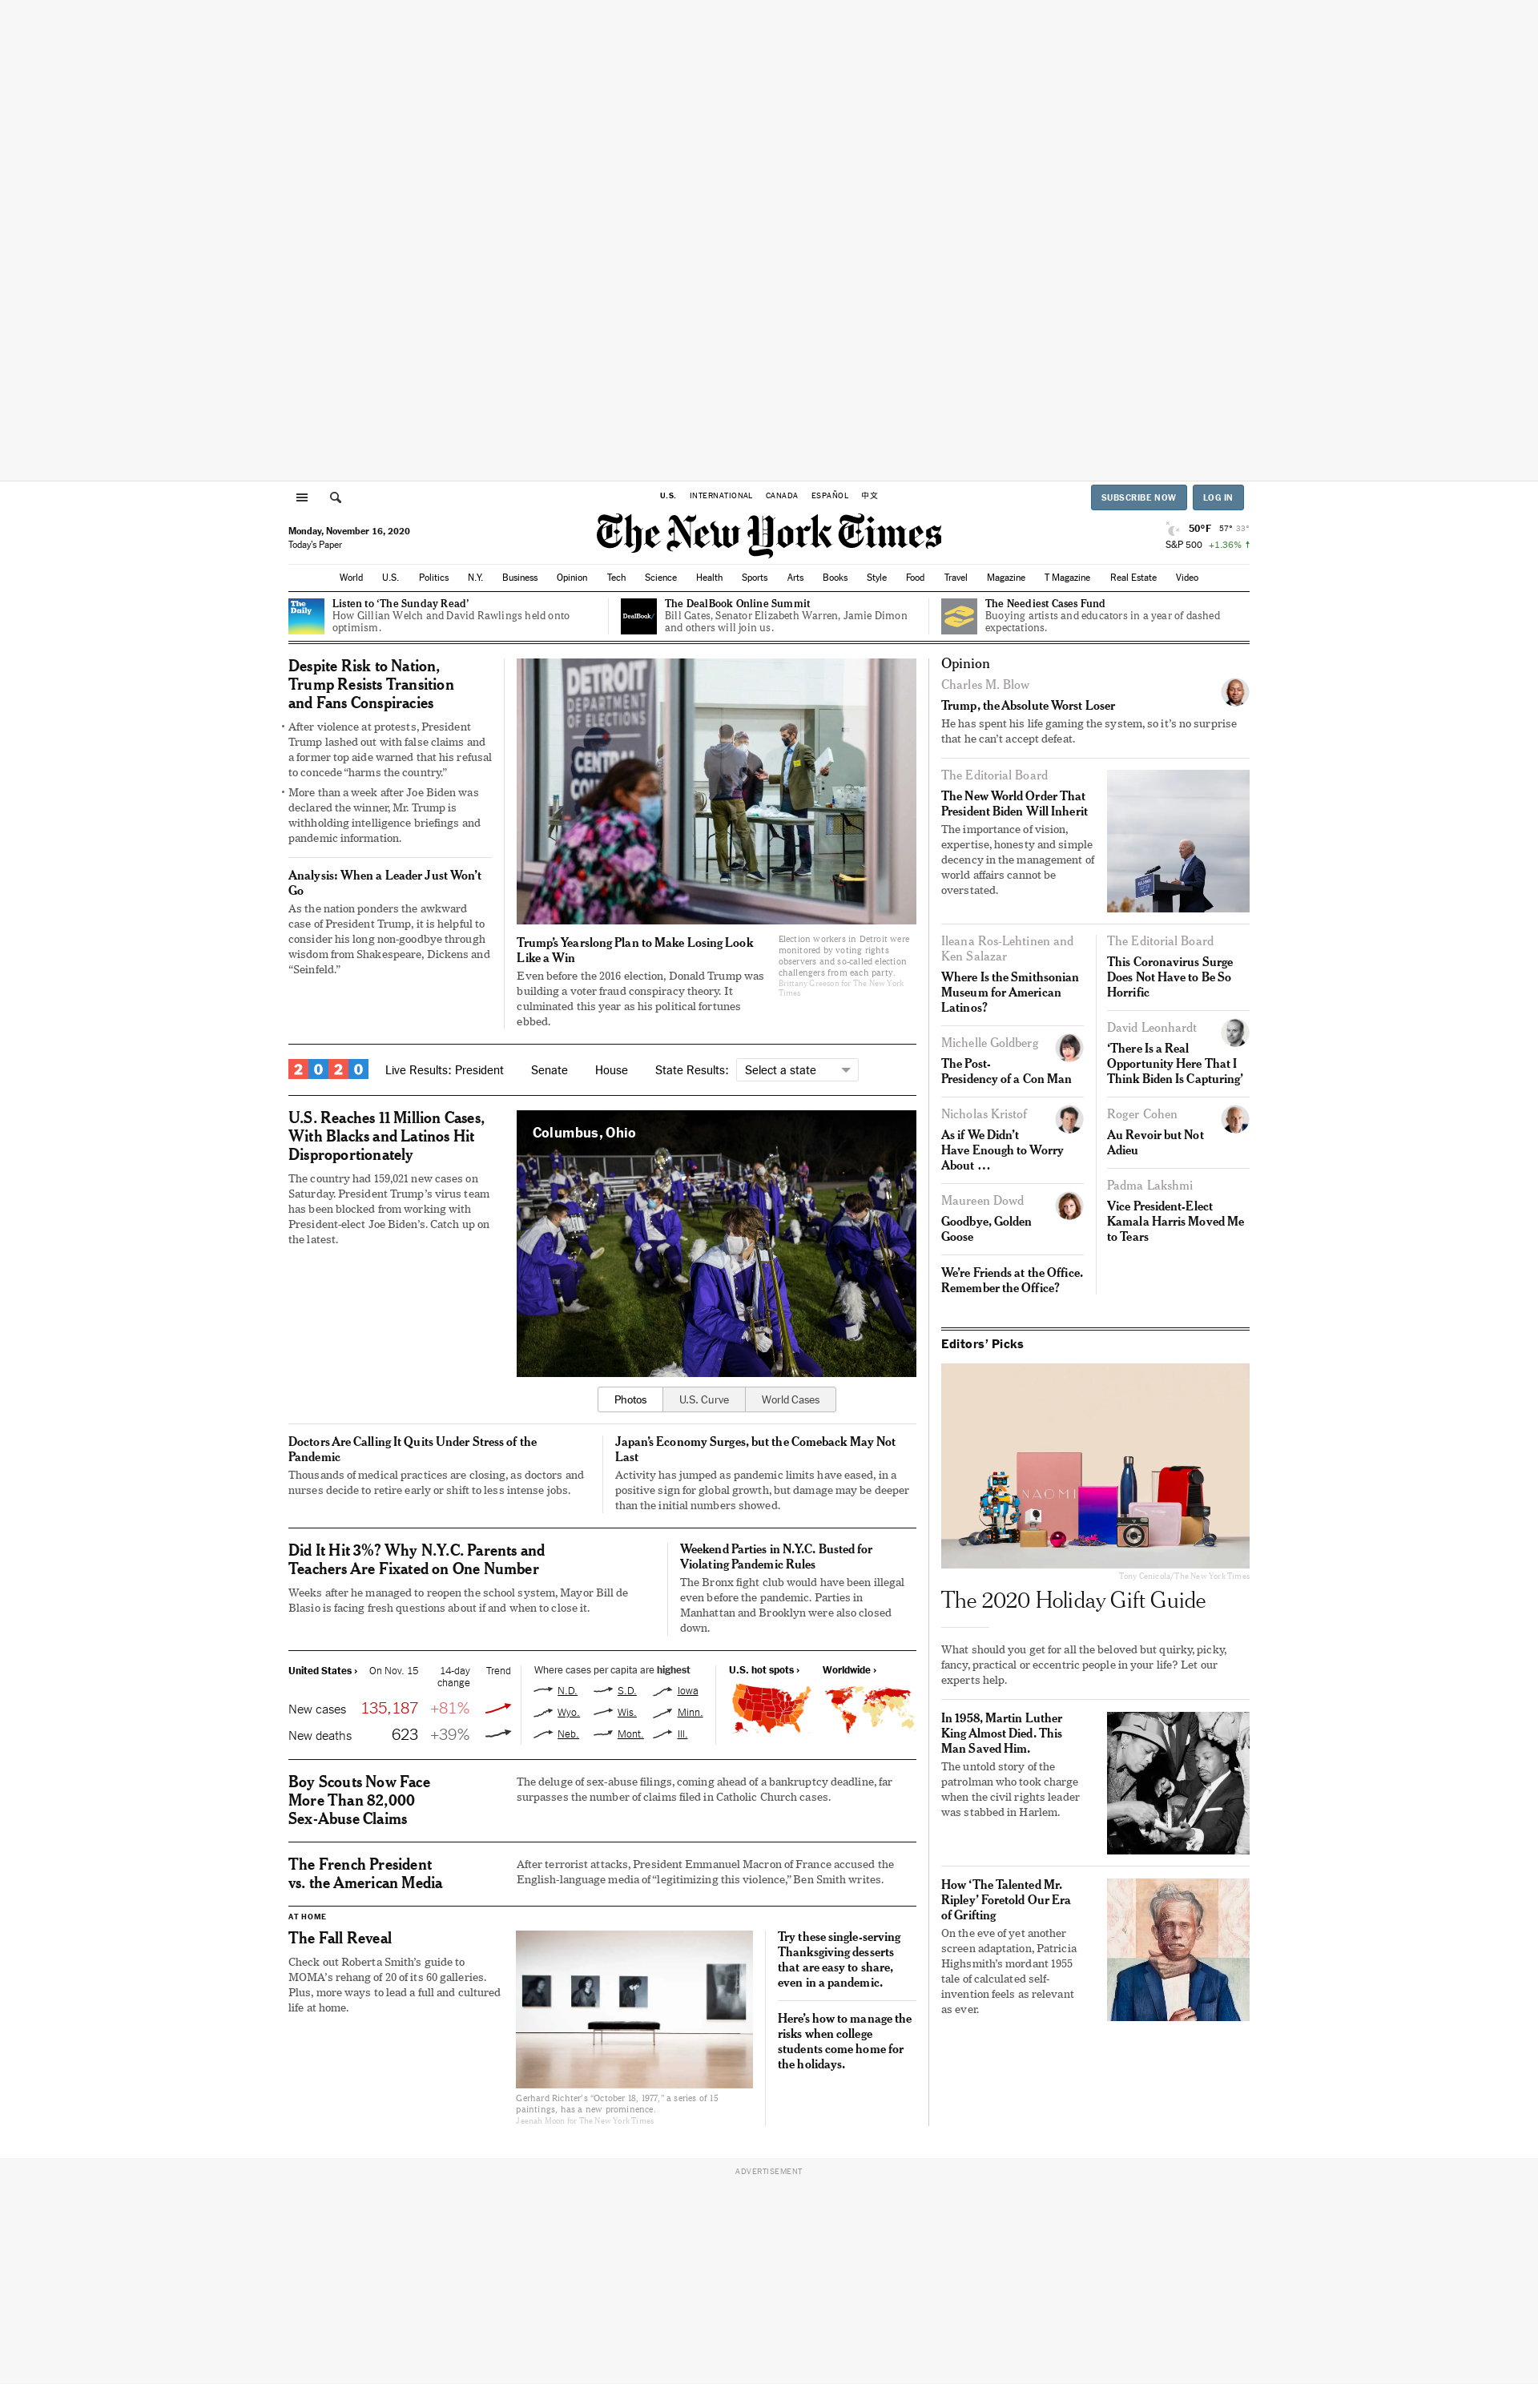 U.S. INTERNATIONAL CANADA ESPAÑOL 中文
SUBSCRIBE NOW LOG IN
Monday, November 16, 2020
Today's Paper
The New York Times
50°F 57° 33°
S&P 500 +1.36% ↑
World U.S. Politics N.Y. Business Opinion Tech Science Health Sports Arts Books Style Food Travel Magazine T Magazine Real Estate Video
The
Daily
Listen to ‘The Sunday Read’
How Gillian Welch and David Rawlings held onto
optimism.
DealBook/
The DealBook Online Summit
Bill Gates, Senator Elizabeth Warren, Jamie Dimon
and others will join us.
The Neediest Cases Fund
Buoying artists and educators in a year of dashed
expectations.
Despite Risk to Nation,
Trump Resists Transition
and Fans Conspiracies
• After violence at protests, President
Trump lashed out with false claims and
a former top aide warned that his refusal
to concede “harms the country.”
• More than a week after Joe Biden was
declared the winner, Mr. Trump is
withholding intelligence briefings and
pandemic information.
Analysis: When a Leader Just Won’t
Go
As the nation ponders the awkward
case of President Trump, it is helpful to
consider his long non-goodbye through
wisdom from Shakespeare, Dickens and
“Seinfeld.”
DETROIT
DEPARTMENT
OF ELECTIONS
CENTRAL
Trump’s Yearslong Plan to Make Losing Look
Like a Win
Even before the 2016 election, Donald Trump was
building a voter fraud conspiracy theory. It
culminated this year as his political fortunes
ebbed.
Election workers in Detroit were
monitored by voting rights
observers and so-called election
challengers from each party.
Brittany Greeson for The New York
Times
2020 Live Results: President Senate House State Results: Select a state
U.S. Reaches 11 Million Cases,
With Blacks and Latinos Hit
Disproportionately
The country had 159,021 new cases on
Saturday. President Trump’s virus team
has been blocked from working with
President-elect Joe Biden’s. Catch up on
the latest.
Columbus, Ohio
Photos U.S. Curve World Cases
Doctors Are Calling It Quits Under Stress of the
Pandemic
Thousands of medical practices are closing, as doctors and
nurses decide to retire early or shift to less intense jobs.
Japan’s Economy Surges, but the Comeback May Not
Last
Activity has jumped as pandemic limits have eased, in a
positive sign for global growth, but damage may be deeper
than the initial numbers showed.
Did It Hit 3%? Why N.Y.C. Parents and
Teachers Are Fixated on One Number
Weeks after he managed to reopen the school system, Mayor Bill de
Blasio is facing fresh questions about if and when to close it.
Weekend Parties in N.Y.C. Busted for
Violating Pandemic Rules
The Bronx fight club would have been illegal
even before the pandemic. Parties in
Manhattan and Brooklyn were also closed
down.
United States › On Nov. 15 14-day Trend
change
New cases 135,187 +81%
New deaths 623 +39%
Where cases per capita are highest
N.D. S.D. Iowa
Wyo. Wis. Minn.
Neb. Mont. Ill.
U.S. hot spots › Worldwide ›
Boy Scouts Now Face
More Than 82,000
Sex-Abuse Claims
The deluge of sex-abuse filings, coming ahead of a bankruptcy deadline, far
surpasses the number of claims filed in Catholic Church cases.
The French President
vs. the American Media
After terrorist attacks, President Emmanuel Macron of France accused the
English-language media of “legitimizing this violence,” Ben Smith writes.
AT HOME
The Fall Reveal
Check out Roberta Smith’s guide to
MOMA’s rehang of 20 of its 60 galleries.
Plus, more ways to lead a full and cultured
life at home.
Gerhard Richter’s “October 18, 1977,” a series of 15
paintings, has a new prominence.
Jeenah Moon for The New York Times
Try these single-serving
Thanksgiving desserts
that are easy to share,
even in a pandemic.
Here’s how to manage the
risks when college
students come home for
the holidays.
Opinion
Charles M. Blow
Trump, the Absolute Worst Loser
He has spent his life gaming the system, so it’s no surprise
that he can’t accept defeat.
The Editorial Board
The New World Order That
President Biden Will Inherit
The importance of vision,
expertise, honesty and simple
decency in the management of
world affairs cannot be
overstated.
Ileana Ros-Lehtinen and
Ken Salazar
Where Is the Smithsonian
Museum for American
Latinos?
Michelle Goldberg
The Post-
Presidency of a Con Man
Nicholas Kristof
As if We Didn’t
Have Enough to Worry
About …
Maureen Dowd
Goodbye, Golden
Goose
We’re Friends at the Office.
Remember the Office?
The Editorial Board
This Coronavirus Surge
Does Not Have to Be So
Horrific
David Leonhardt
‘There Is a Real
Opportunity Here That I
Think Biden Is Capturing’
Roger Cohen
Au Revoir but Not
Adieu
Padma Lakshmi
Vice President-Elect
Kamala Harris Moved Me
to Tears
Editors’ Picks
NAOMI
Tony Cenicola/The New York Times
The 2020 Holiday Gift Guide
What should you get for all the beloved but quirky, picky,
fancy, practical or eccentric people in your life? Let our
experts help.
In 1958, Martin Luther
King Almost Died. This
Man Saved Him.
The untold story of the
patrolman who took charge
when the civil rights leader
was stabbed in Harlem.
How ‘The Talented Mr.
Ripley’ Foretold Our Era
of Grifting
On the eve of yet another
screen adaptation, Patricia
Highsmith’s mordant 1955
tale of calculated self-
invention feels as relevant
as ever.
ADVERTISEMENT